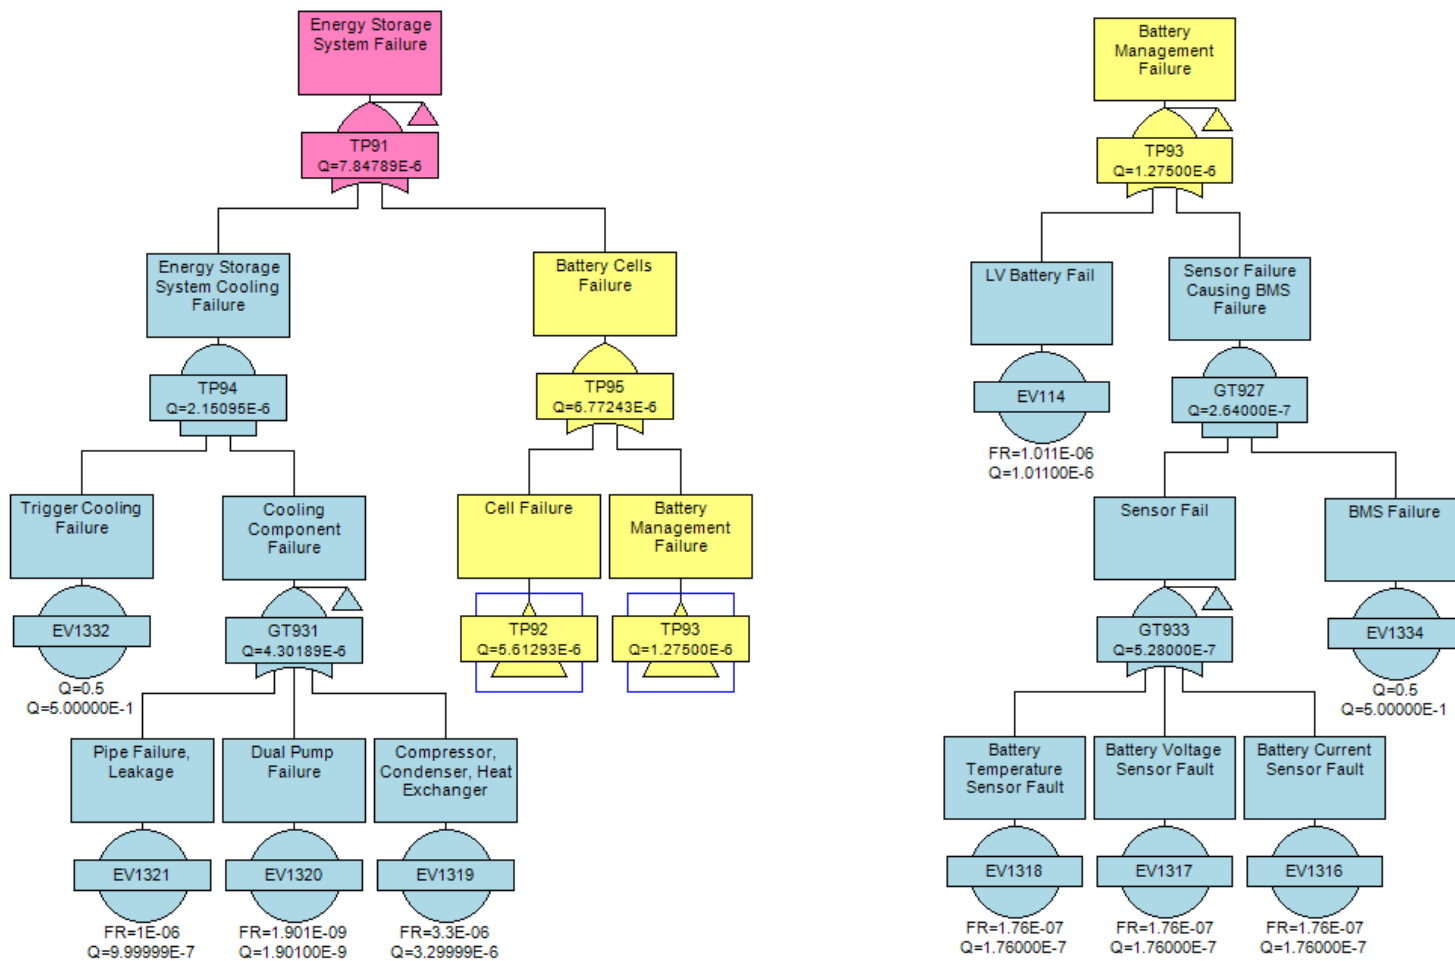 Energy Storage
System Failure
TP91
Q=7.84789E-6
Energy Storage
System Cooling
Failure
TP94
Q=2.15095E-6
Battery Cells
Failure
TP95
Q=6.77243E-6
Trigger Cooling
Failure
EV1332
Q=0.5
Q=5.00000E-1
Cooling
Component
Failure
GT931
Q=4.30189E-6
Cell Failure
TP92
Q=5.61293E-6
Battery
Management
Failure
TP93
Q=1.27500E-6
Pipe Failure,
Leakage
EV1321
FR=1E-06
Q=9.99999E-7
Dual Pump
Failure
EV1320
FR=1.901E-09
Q=1.90100E-9
Compressor,
Condenser, Heat
Exchanger
EV1319
FR=3.3E-06
Q=3.29999E-6
Battery
Management
Failure
TP93
Q=1.27500E-6
LV Battery Fail
EV114
FR=1.011E-06
Q=1.01100E-6
Sensor Failure
Causing BMS
Failure
GT927
Q=2.64000E-7
Sensor Fail
GT933
Q=5.28000E-7
BMS Failure
EV1334
Q=0.5
Q=5.00000E-1
Battery
Temperature
Sensor Fault
EV1318
FR=1.76E-07
Q=1.76000E-7
Battery Voltage
Sensor Fault
EV1317
FR=1.76E-07
Q=1.76000E-7
Battery Current
Sensor Fault
EV1316
FR=1.76E-07
Q=1.76000E-7